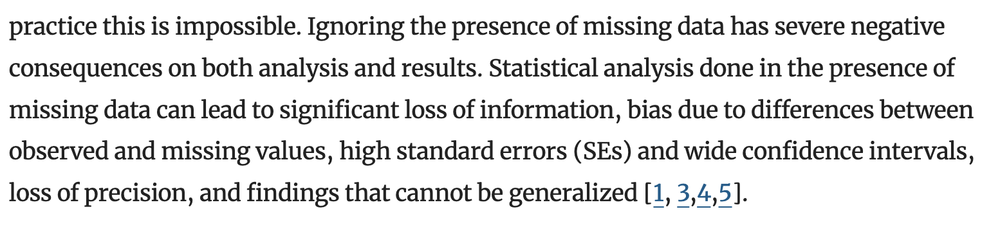 practice this is impossible. Ignoring the presence of missing data has severe negative
consequences on both analysis and results. Statistical analysis done in the presence of
missing data can lead to significant loss of information, bias due to differences between
observed and missing values, high standard errors (SEs) and wide confidence intervals,
loss of precision, and findings that cannot be generalized [1, 3,4,5].